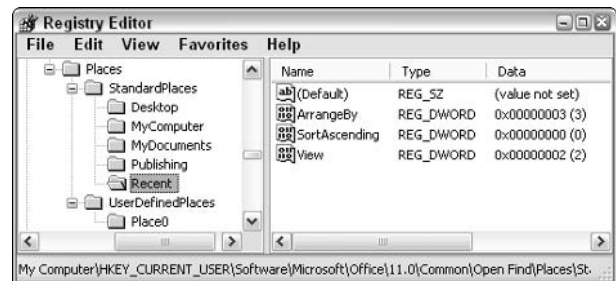 Registry Editor
File Edit View Favorites Help
Places
StandardPlaces
Desktop
MyComputer
MyDocuments
Publishing
Recent
UserDefinedPlaces
Place0
Name Type Data
(Default) REG_SZ (value not set)
ArrangeBy REG_DWORD 0x00000003 (3)
SortAscending REG_DWORD 0x00000000 (0)
View REG_DWORD 0x00000002 (2)
My Computer\HKEY_CURRENT_USER\Software\Microsoft\Office\11.0\Common\Open Find\Places\St